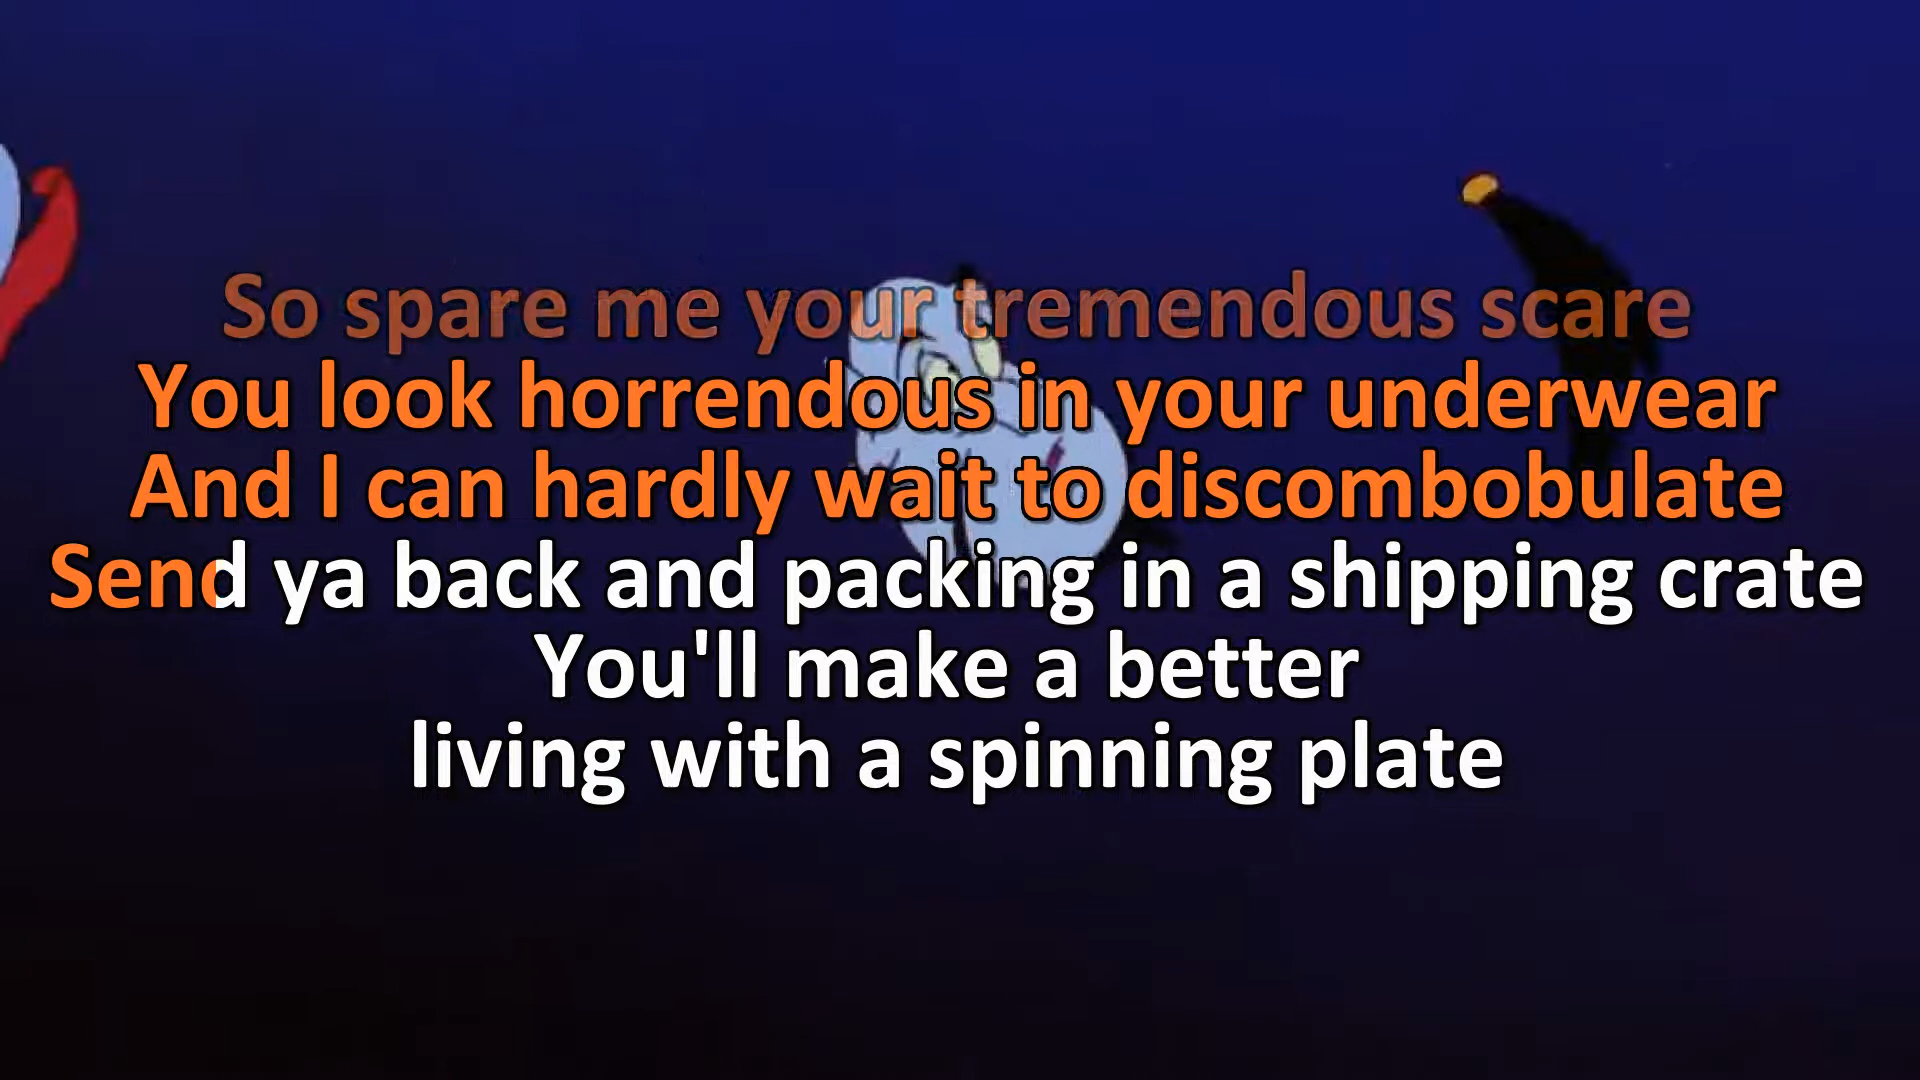 So spare me your tremendous scare
You look horrendous in your underwear
And I can hardly wait to discombobulate
Send ya back and packing in a shipping crate
You'll make a better
living with a spinning plate